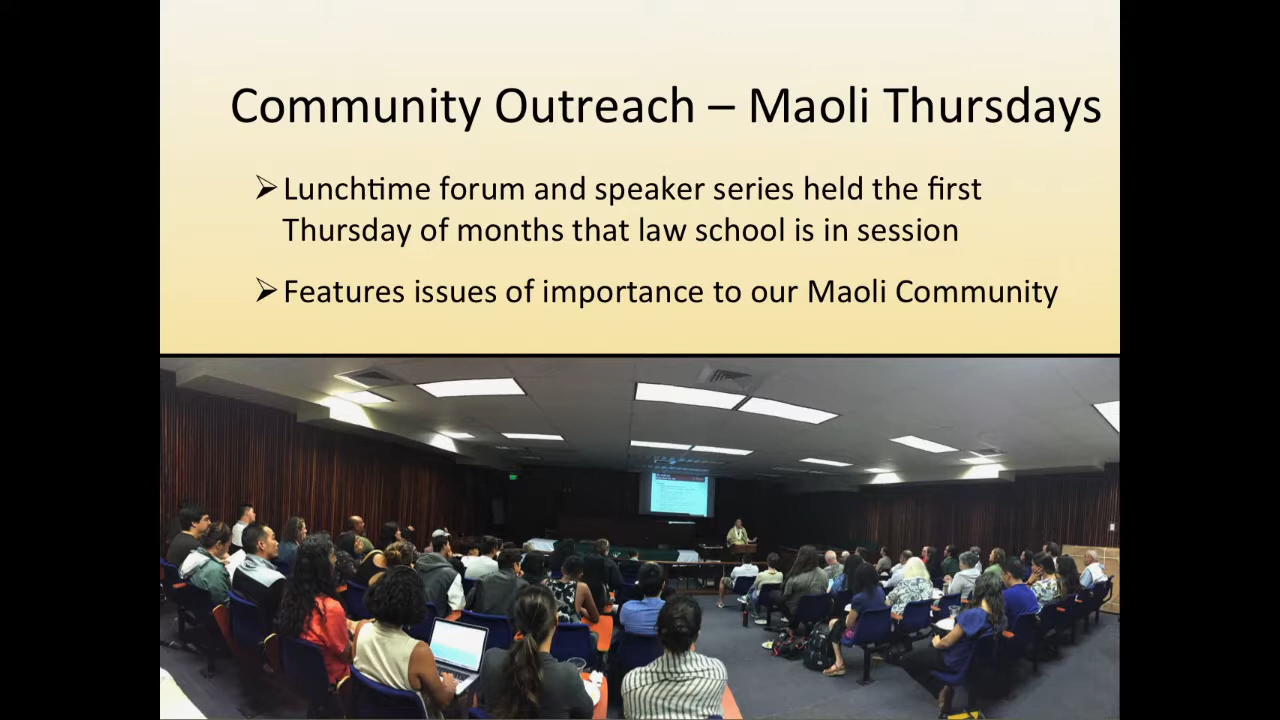 Community Outreach – Maoli Thursdays
➢ Lunchtime forum and speaker series held the first
Thursday of months that law school is in session
➢ Features issues of importance to our Maoli Community